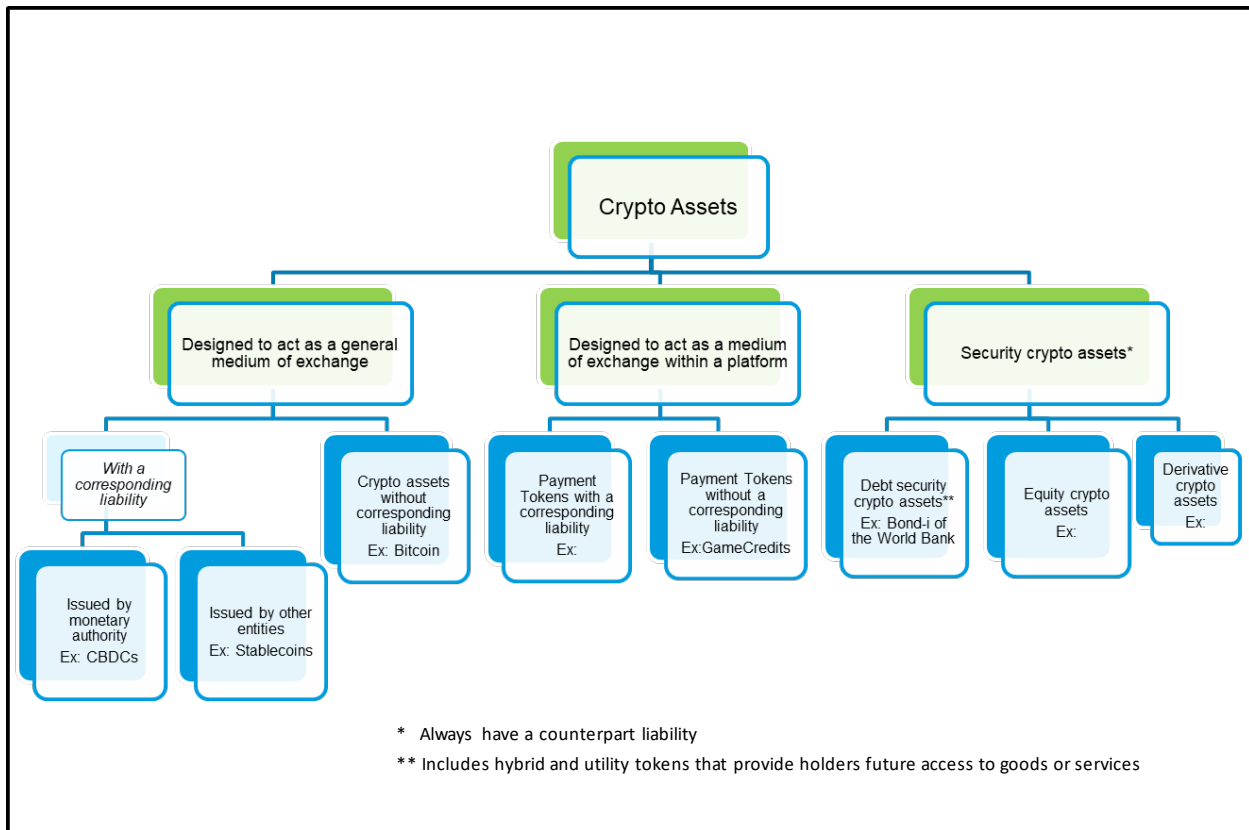 Crypto Assets
Designed to act as a general
medium of exchange
Designed to act as a medium
of exchange within a platform
Security crypto assets*
With a
corresponding
liability
Crypto assets
without
corresponding
liability
Ex: Bitcoin
Payment
Tokens with a
corresponding
liability
Ex:
Payment Tokens
without a
corresponding
liability
Ex:GameCredits
Debt security
crypto assets**
Ex: Bond-i of
the World Bank
Equity crypto
assets
Ex:
Derivative
crypto
assets
Ex:
Issued by
monetary
authority
Ex: CBDCs
Issued by other
entities
Ex: Stablecoins
* Always have a counterpart liability
** Includes hybrid and utility tokens that provide holders future access to goods or services